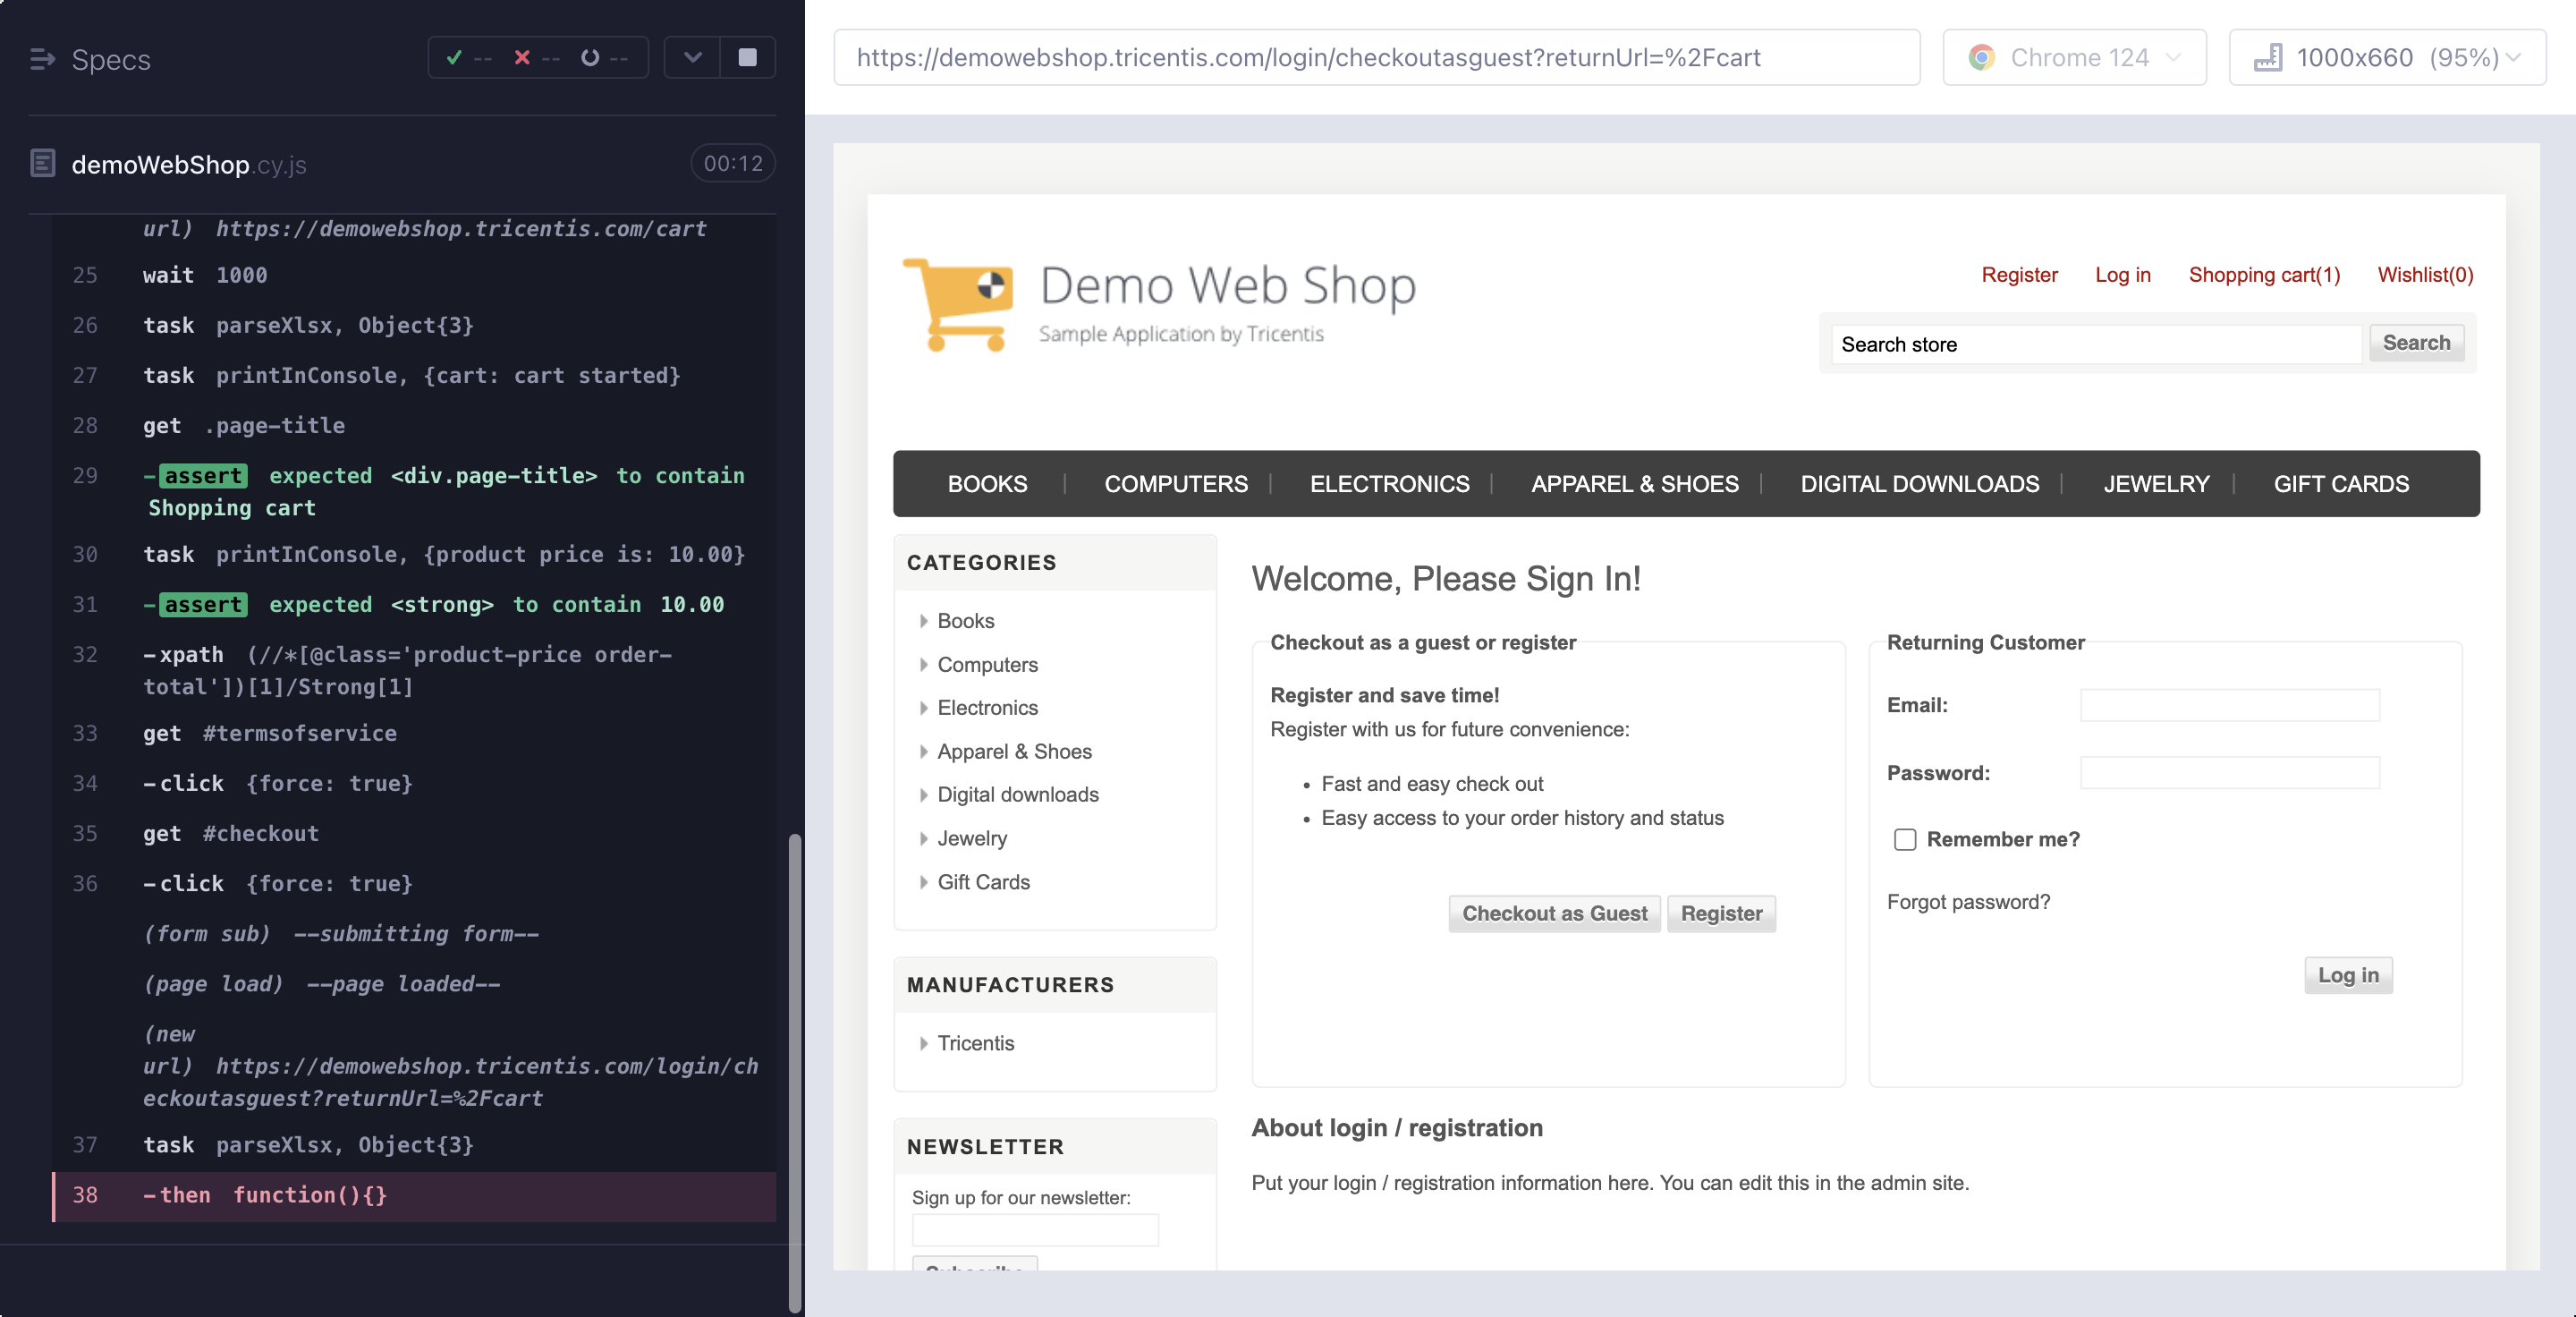 Specs
-- -- --
demoWebShop.cy.js
00:12
url) https://demowebshop.tricentis.com/cart
25 wait 1000
26 task parseXlsx, Object{3}
27 task printInConsole, {cart: cart started}
28 get .page-title
29 -assert expected <div.page-title> to contain
Shopping cart
30 task printInConsole, {product price is: 10.00}
31 -assert expected <strong> to contain 10.00
32 -xpath (//*[@class='product-price order-
total'])[1]/Strong[1]
33 get #termsofservice
34 -click {force: true}
35 get #checkout
36 -click {force: true}
(form sub) --submitting form--
(page load) --page loaded--
(new
url) https://demowebshop.tricentis.com/login/ch
eckoutasguest?returnUrl=%2Fcart
37 task parseXlsx, Object{3}
38 -then function(){}
https://demowebshop.tricentis.com/login/checkoutasguest?returnUrl=%2Fcart
Chrome 124
1000x660 (95%)
Demo Web Shop
Sample Application by Tricentis
Register Log in Shopping cart(1) Wishlist(0)
Search store Search
BOOKS COMPUTERS ELECTRONICS APPAREL & SHOES DIGITAL DOWNLOADS JEWELRY GIFT CARDS
CATEGORIES
Books
Computers
Electronics
Apparel & Shoes
Digital downloads
Jewelry
Gift Cards
MANUFACTURERS
Tricentis
NEWSLETTER
Sign up for our newsletter:
Welcome, Please Sign In!
Checkout as a guest or register
Register and save time!
Register with us for future convenience:
• Fast and easy check out
• Easy access to your order history and status
Checkout as Guest Register
Returning Customer
Email:
Password:
Remember me?
Forgot password?
Log in
About login / registration
Put your login / registration information here. You can edit this in the admin site.